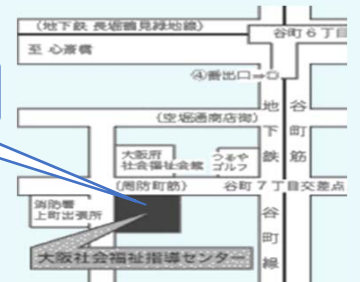 (地下鉄 長堀鶴見緑地線)
谷町6丁目
至 心斎橋
④番出口⇒
(空堀通商店街)
地下鉄
谷町筋
大阪府
社会福祉会館
つるや
ゴルフ
(周防町筋)
谷町7丁目交差点
消防署
上町出張所
谷町線
大阪社会福祉指導センター